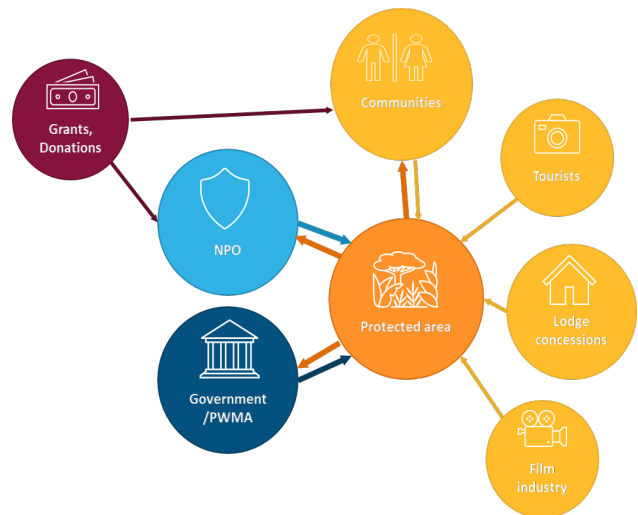 Communities
Grants,
Donations
Tourists
NPO
Protected area
Lodge
concessions
Government
/PWMA
Film
industry